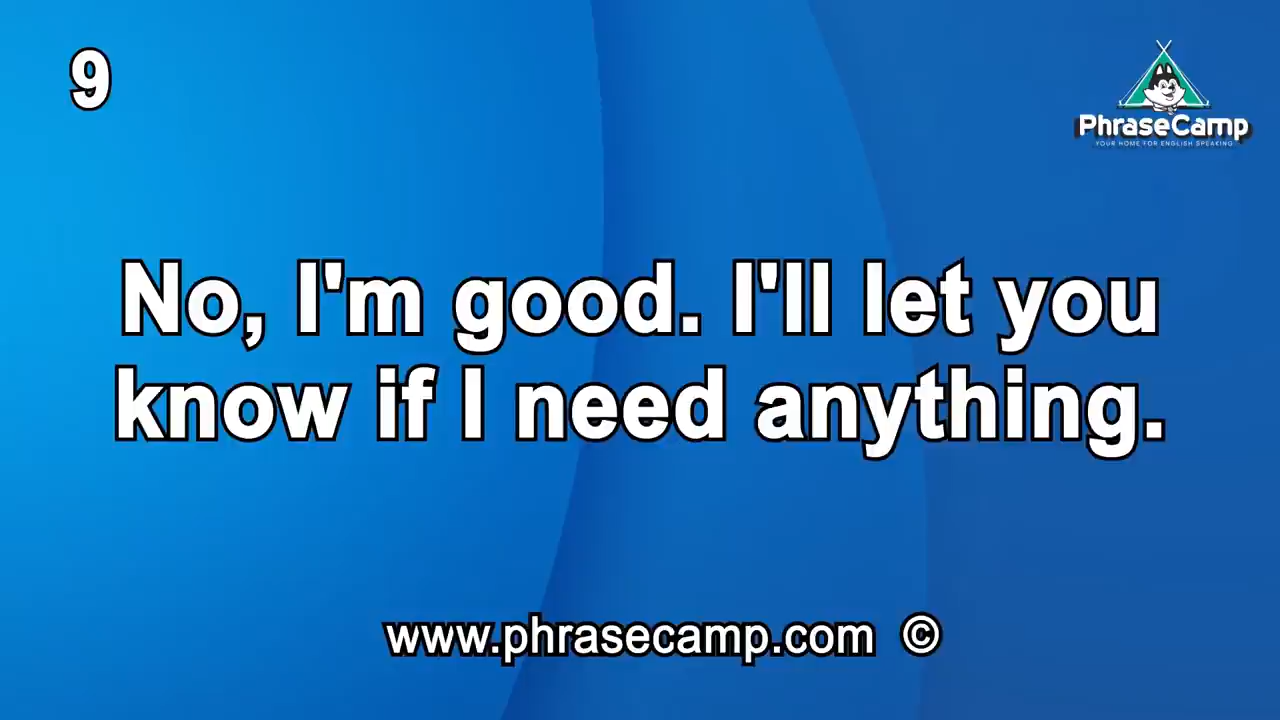 9
PhraseCamp
YOUR HOME FOR ENGLISH SPEAKING
No, I'm good. I'll let you
know if I need anything.
www.phrasecamp.com ©